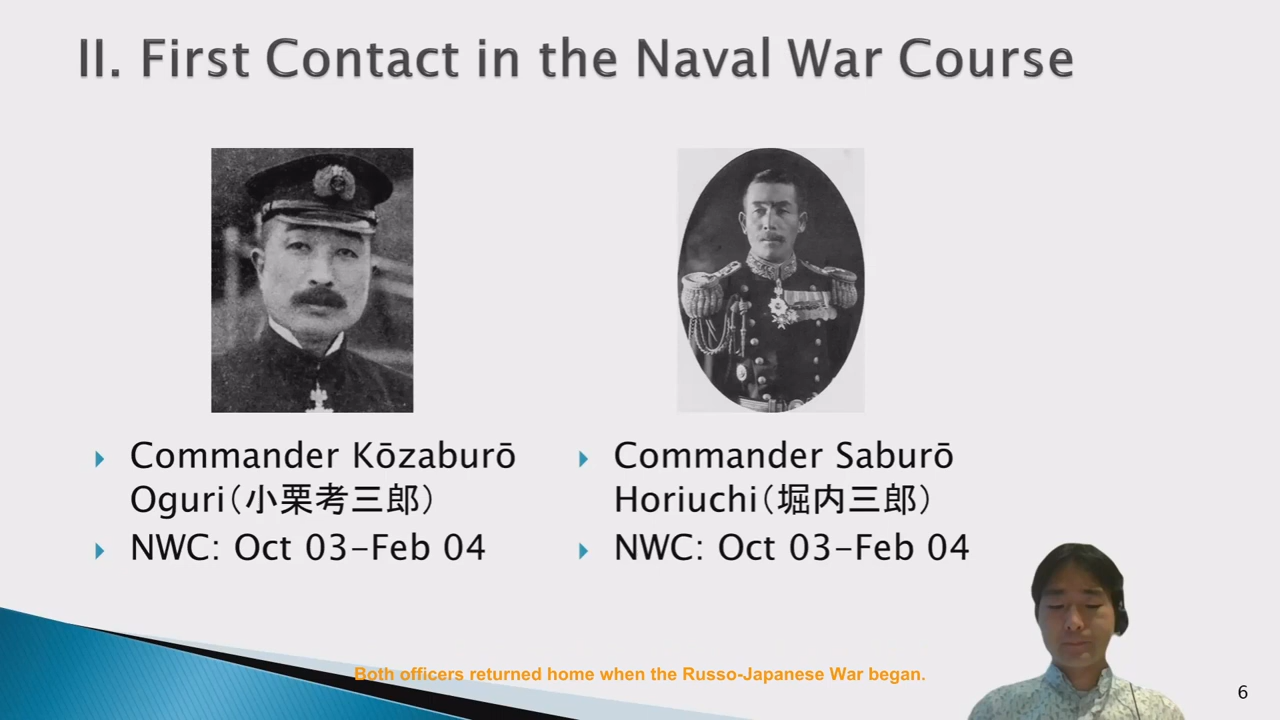 II. First Contact in the Naval War Course
Commander Kōzaburō
Oguri（小栗考三郎）
NWC: Oct 03–Feb 04
Commander Saburō
Horiuchi（堀内三郎）
NWC: Oct 03–Feb 04
Both officers returned home when the Russo-Japanese War began.
6